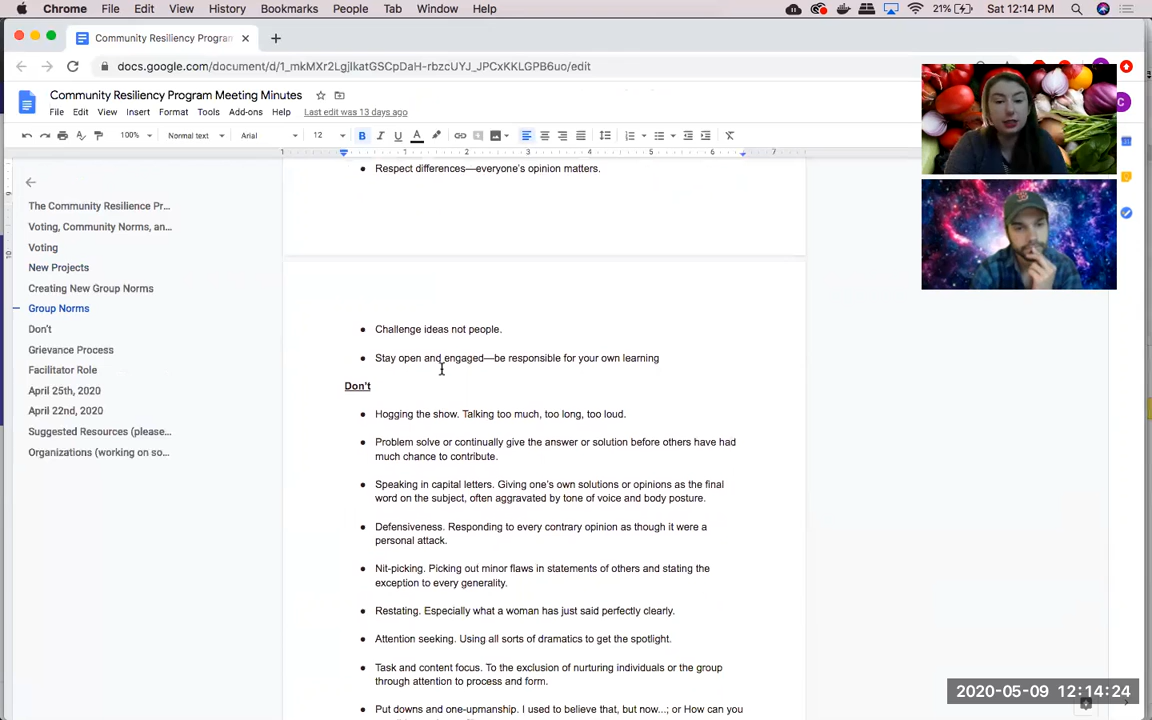 Chrome File Edit View History Bookmarks People Tab Window Help 21% Sat 12:14 PM
Community Resiliency Program
docs.google.com/document/d/1_mkMXr2LgjIkatGSCpDaH-rbzcUYJ_JPCxKKLGPB6uo/edit
Community Resiliency Program Meeting Minutes
File Edit View Insert Format Tools Add-ons Help Last edit was 13 days ago
C
100% Normal text Arial 12 B I U A
1 1 2 3 4 5 6 7
9
10
The Community Resilience Pr...
Voting, Community Norms, an...
Voting
New Projects
Creating New Group Norms
Group Norms
Don't
Grievance Process
Facilitator Role
April 25th, 2020
April 22nd, 2020
Suggested Resources (please...
Organizations (working on so...
• Respect differences—everyone's opinion matters.
• Challenge ideas not people.
• Stay open and engaged—be responsible for your own learning
Don't
• Hogging the show. Talking too much, too long, too loud.
• Problem solve or continually give the answer or solution before others have had
much chance to contribute.
• Speaking in capital letters. Giving one's own solutions or opinions as the final
word on the subject, often aggravated by tone of voice and body posture.
• Defensiveness. Responding to every contrary opinion as though it were a
personal attack.
• Nit-picking. Picking out minor flaws in statements of others and stating the
exception to every generality.
• Restating. Especially what a woman has just said perfectly clearly.
• Attention seeking. Using all sorts of dramatics to get the spotlight.
• Task and content focus. To the exclusion of nurturing individuals or the group
through attention to process and form.
• Put downs and one-upmanship. I used to believe that, but now...; or How can you
2020-05-09 12:14:24